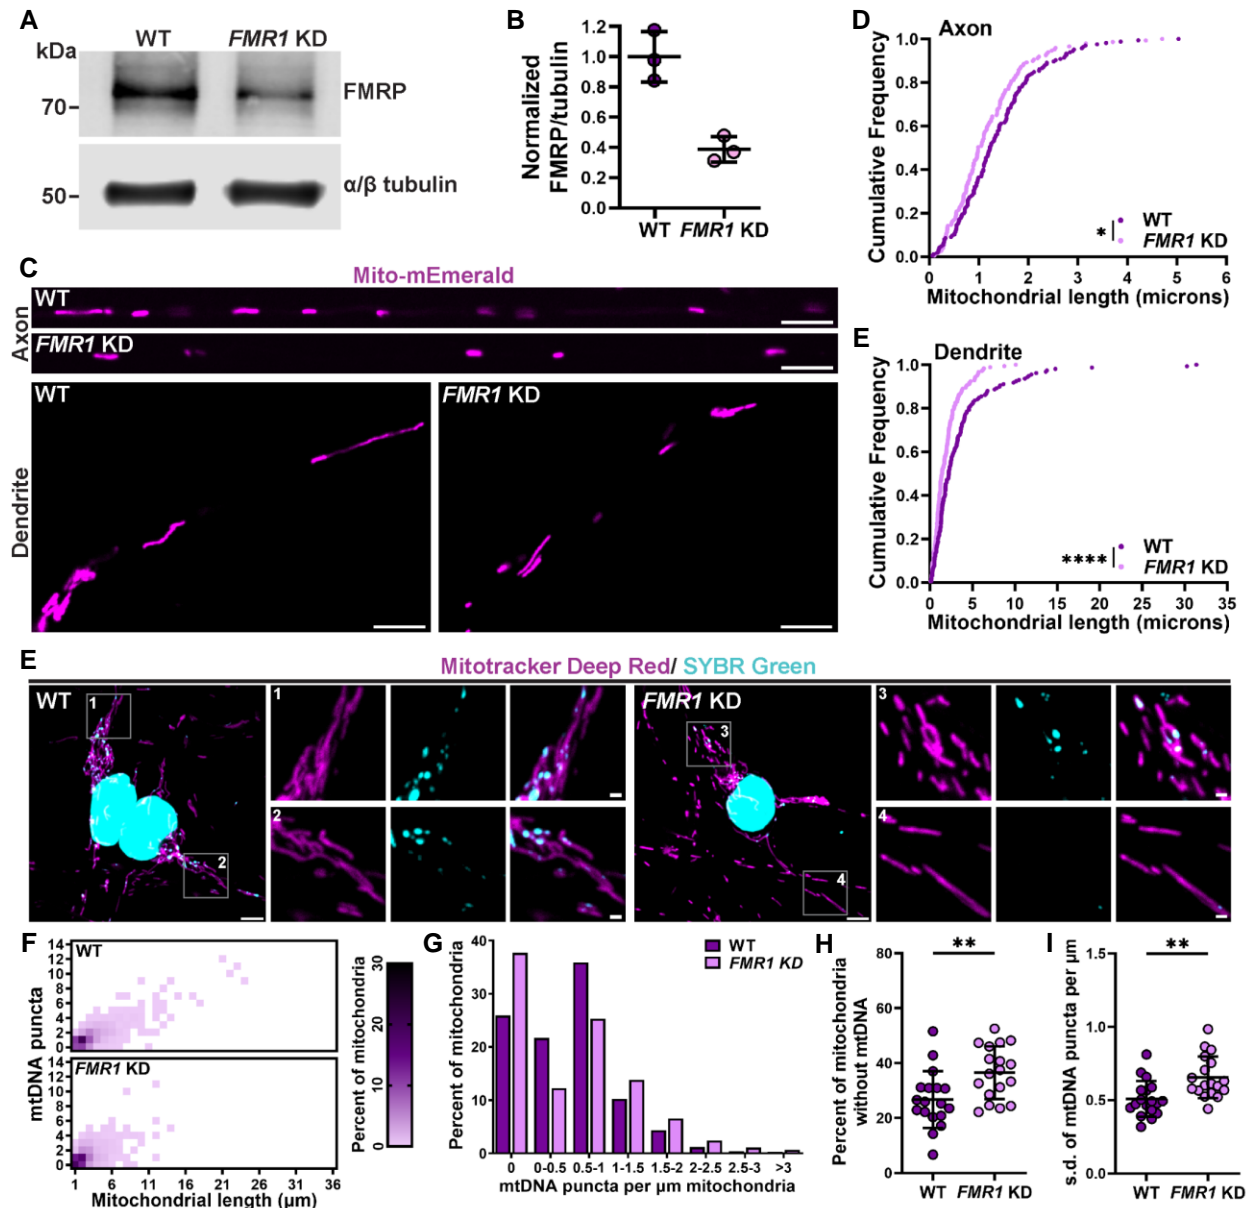 A
WT
FMR1 KD
kDa
FMRP
70
α/β tubulin
50
B
Normalized
FMRP/tubulin
1.2
1.0
0.8
0.6
0.4
0.2
0.0
WT
FMR1 KD
C
Mito-mEmerald
Axon
WT
FMR1 KD
Dendrite
WT
FMR1 KD
D
Axon
Cumulative Frequency
1.0
0.8
0.6
0.4
0.2
0.0
WT
*
FMR1 KD
0 1 2 3 4 5 6
Mitochondrial length (microns)
E
Dendrite
Cumulative Frequency
1.0
0.8
0.6
0.4
0.2
0.0
WT
****
FMR1 KD
0 5 10 15 20 25 30 35
Mitochondrial length (microns)
E
Mitotracker Deep Red/ SYBR Green
WT
1
2
1
2
FMR1 KD
3
4
3
4
F
mtDNA puncta
WT
14
12
10
8
6
4
2
0
FMR1 KD
14
12
10
8
6
4
2
0
1 6 11 16 21 26 31 36
Mitochondrial length (µm)
Percent of mitochondria
30
20
10
0
G
Percent of mitochondria
40
30
20
10
0
WT
FMR1 KD
0 0-0.5 0.5-1 1-1.5 1.5-2 2-2.5 2.5-3 >3
mtDNA puncta per µm mitochondria
H
Percent of mitochondria
without mtDNA
80
60
40
20
0
**
WT
FMR1 KD
I
s.d. of mtDNA puncta per µm
1.5
1.0
0.5
0.0
**
WT
FMR1 KD